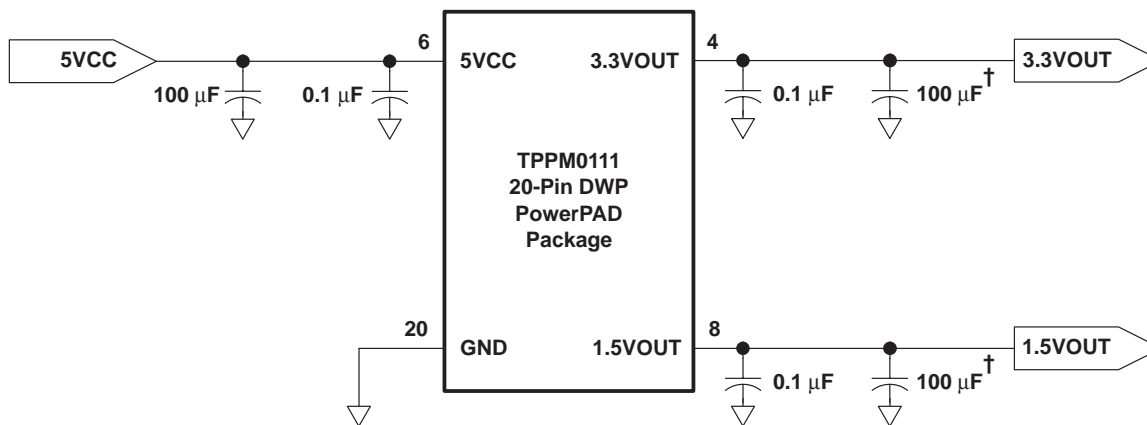 5VCC
6
5VCC
3.3VOUT
4
3.3VOUT
100 μF
0.1 μF
0.1 μF
100 μF†
TPPM0111
20-Pin DWP
PowerPAD
Package
20
GND
1.5VOUT
8
1.5VOUT
0.1 μF
100 μF†